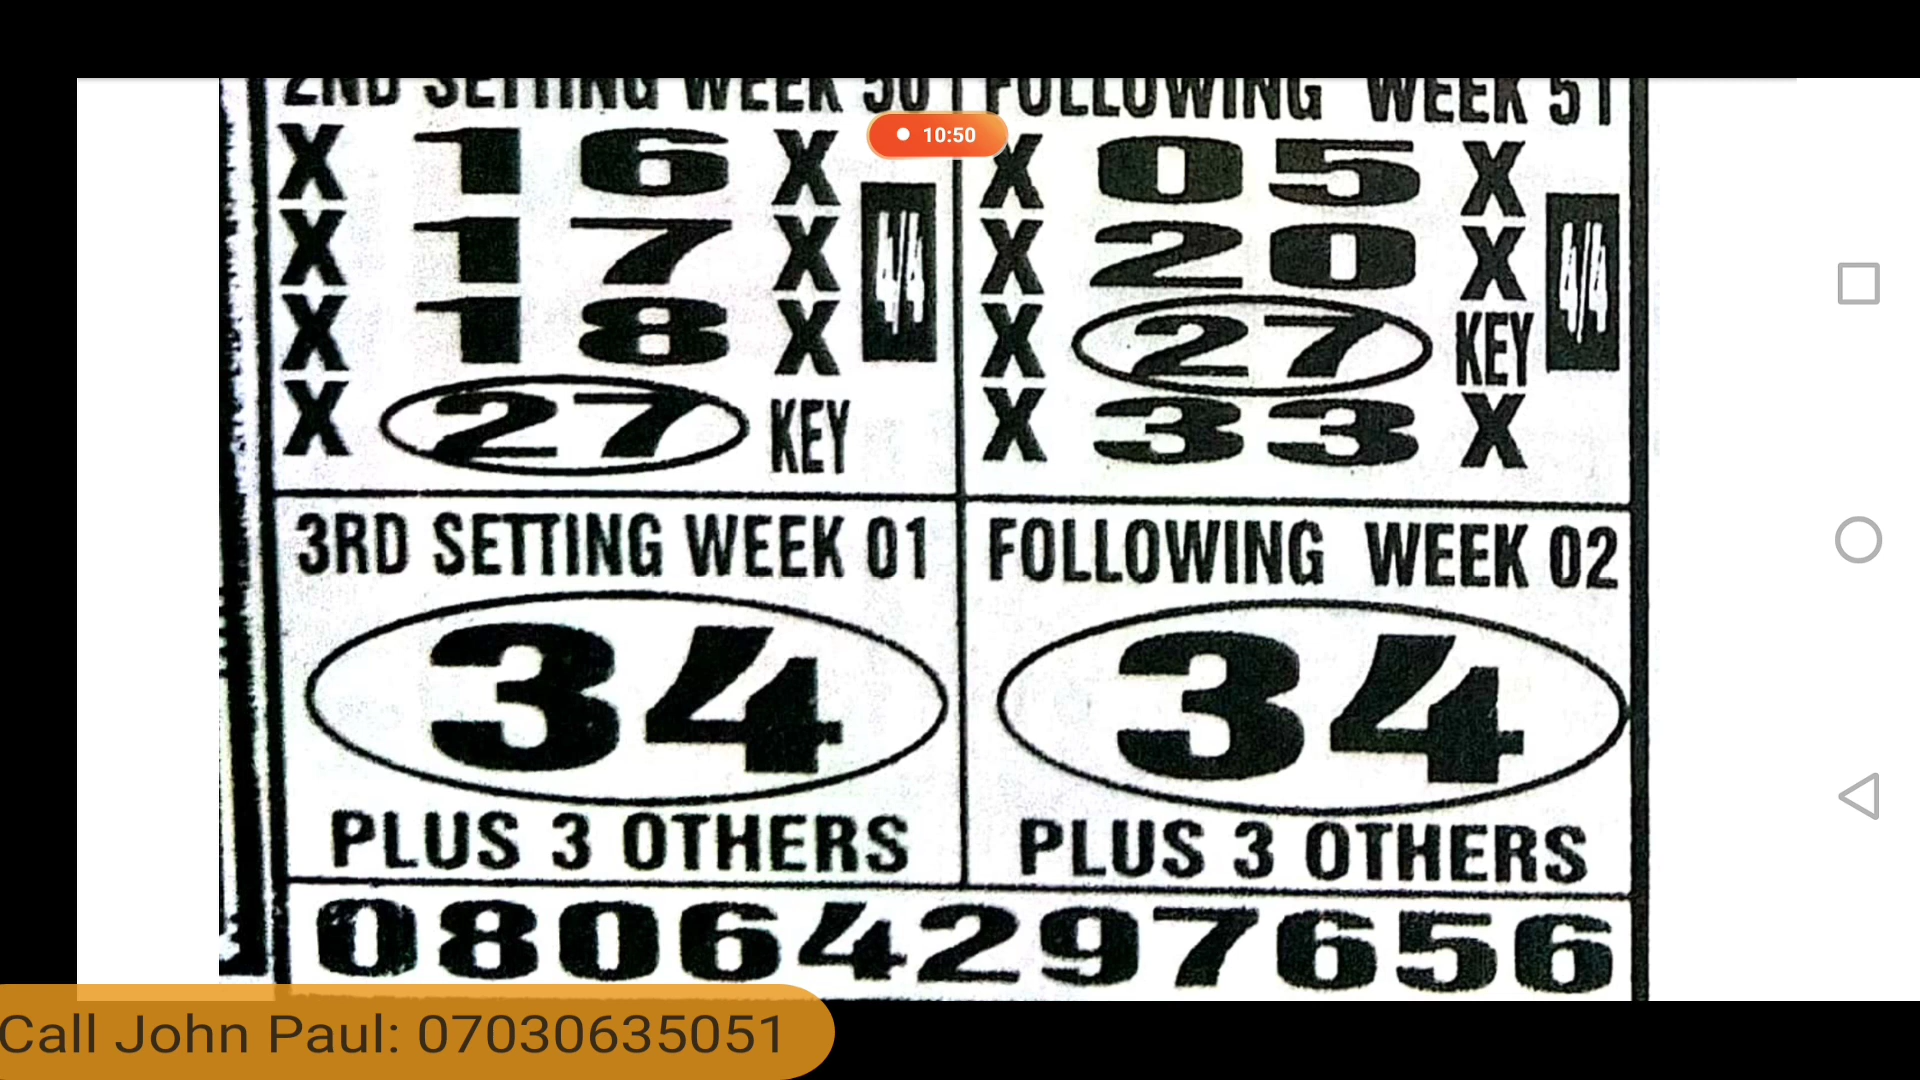 2ND SETTING WEEK 50
X 16 X
X 17 X
X 18 X
X 27 KEY
4/4
FOLLOWING WEEK 51
X 05 X
X 20 X
X 27 KEY
X 33 X
4/4
10:50
3RD SETTING WEEK 01
34
PLUS 3 OTHERS
FOLLOWING WEEK 02
34
PLUS 3 OTHERS
08064297656
Call John Paul: 07030635051